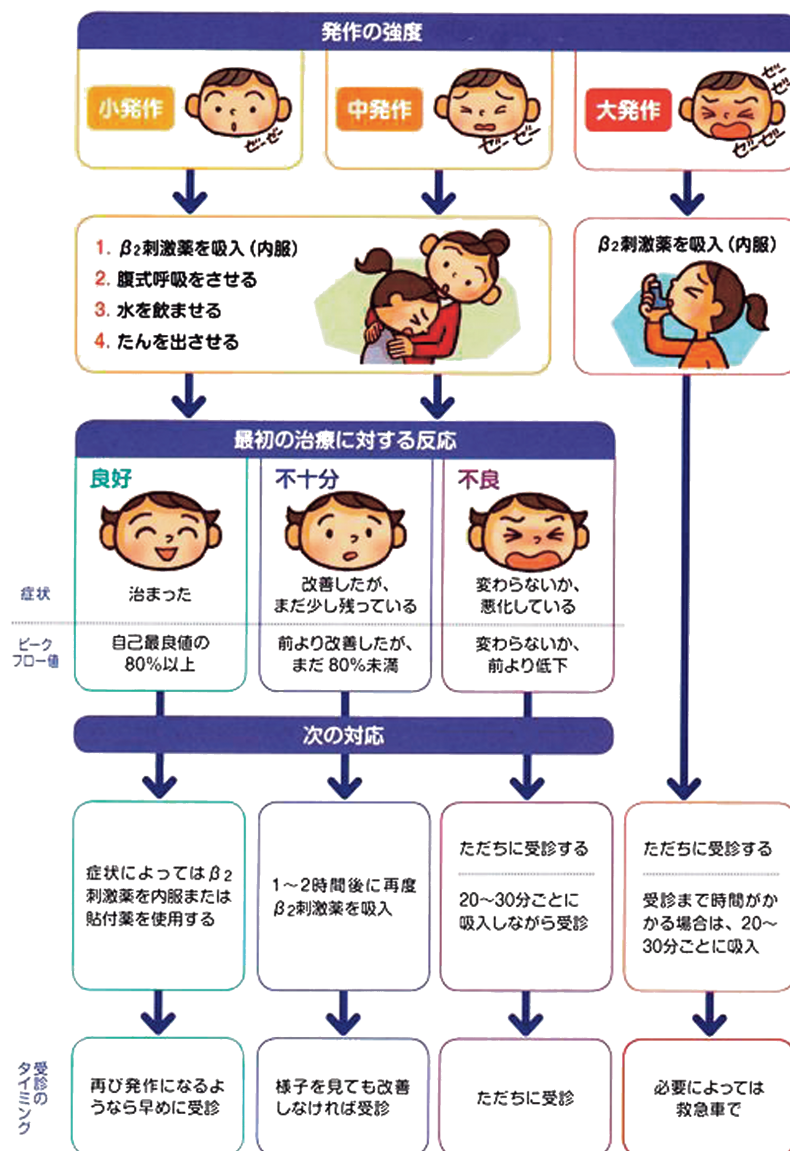 発作の強度
小発作
ゼーゼー
中発作
ゼーゼー
大発作
ゼーゼー
ゼーゼー
1. β2刺激薬を吸入(内服)
2. 腹式呼吸をさせる
3. 水を飲ませる
4. たんを出させる
β2刺激薬を吸入(内服)
最初の治療に対する反応
良好
不十分
不良
症状
治まった
改善したが、
まだ少し残っている
変わらないか、
悪化している
ピーク
フロー値
自己最良値の
80%以上
前より改善したが、
まだ 80%未満
変わらないか、
前より低下
次の対応
症状によってはβ2
刺激薬を内服または
貼付薬を使用する
1〜2時間後に再度
β2刺激薬を吸入
ただちに受診する
20〜30分ごとに
吸入しながら受診
ただちに受診する
受診まで時間がか
かる場合は、20〜
30分ごとに吸入
受診の
タイミング
再び発作になるよ
うなら早めに受診
様子を見ても改善
しなければ受診
ただちに受診
必要によっては
救急車で